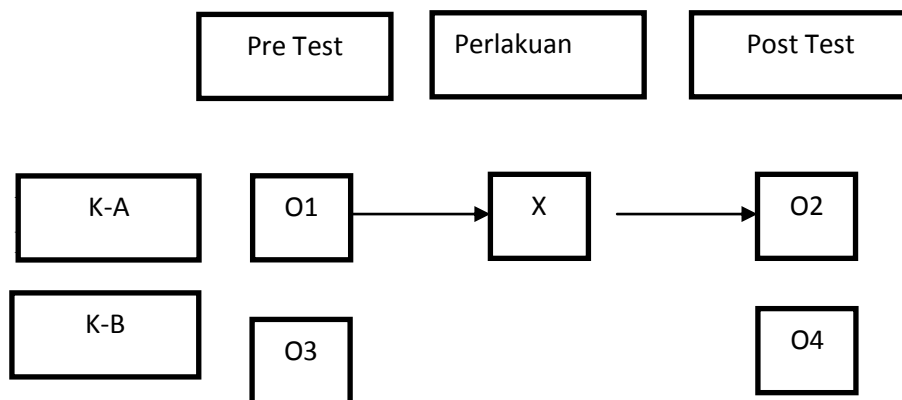 Pre Test
Perlakuan
Post Test
K-A
O1
X
O2
K-B
O3
O4